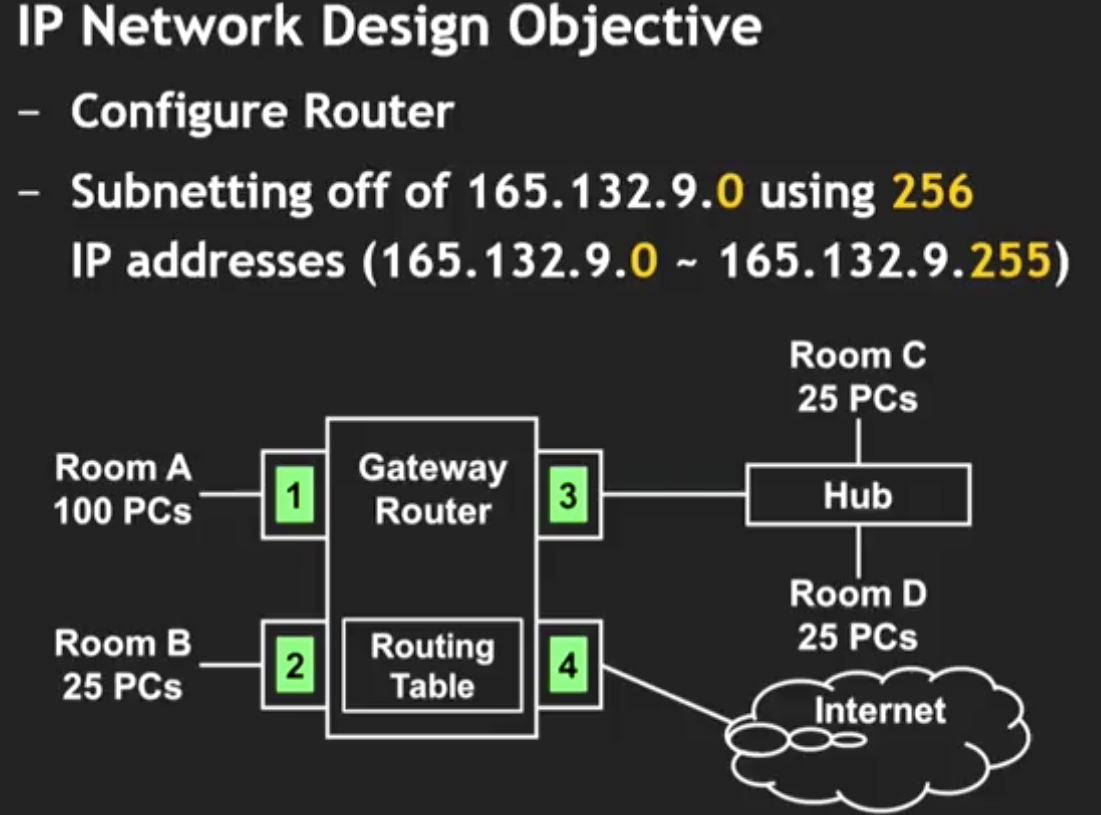 IP Network Design Objective
– Configure Router
– Subnetting off of 165.132.9.0 using 256
IP addresses (165.132.9.0 ~ 165.132.9.255)
Room C
25 PCs
Room A
100 PCs
1
Gateway
Router
3
Hub
Room B
25 PCs
2
Routing
Table
4
Room D
25 PCs
Internet